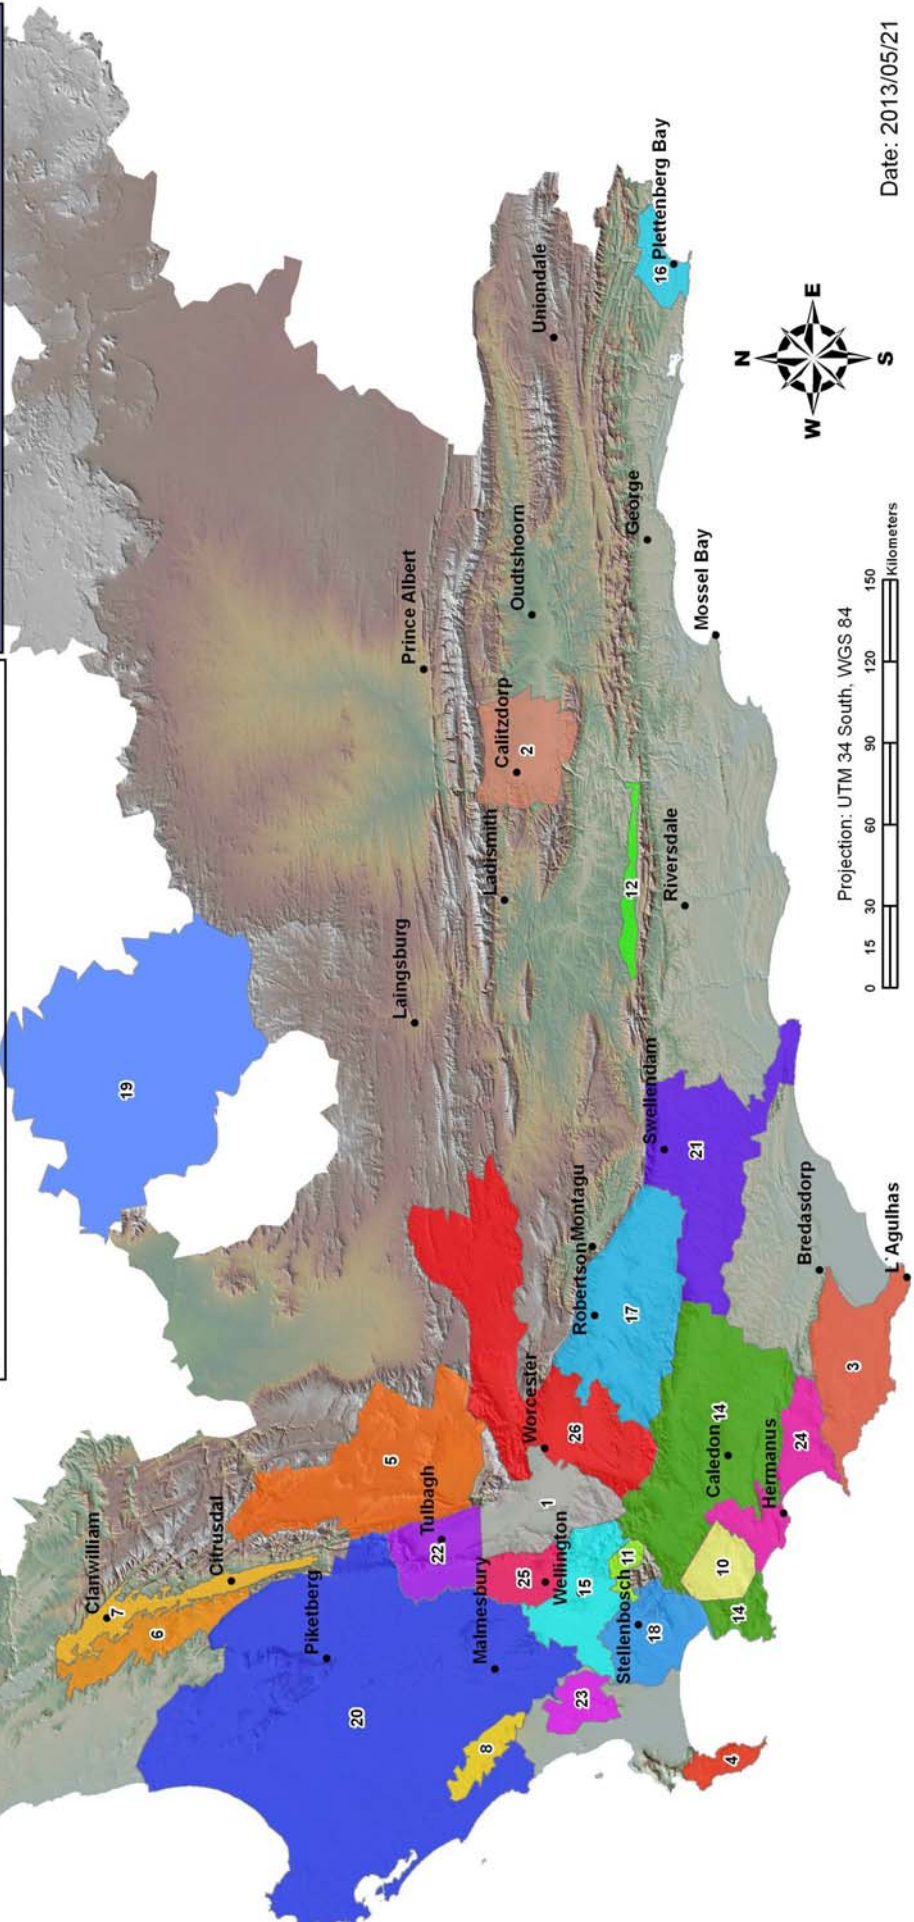 19
Clanwilliam
7
6
Citrusdal
5
Piketberg
20
Tulbagh
22
Malmesbury
8
25
Wellington
1
Worcester
26
15
11
Stellenbosch
18
23
4
10
14
14
Caledon
Hermanus
24
3
Robertson
Montagu
17
Swellendam
21
Bredasdorp
L`Agulhas
Laingsburg
Ladismith
Calitzdorp
2
Prince Albert
Oudtshoorn
12
Riversdale
Mossel Bay
George
Uniondale
16
Plettenberg Bay
N
W
E
S
Projection: UTM 34 South, WGS 84
0 15 30 60 90 120 150
Kilometers
Date: 2013/05/21